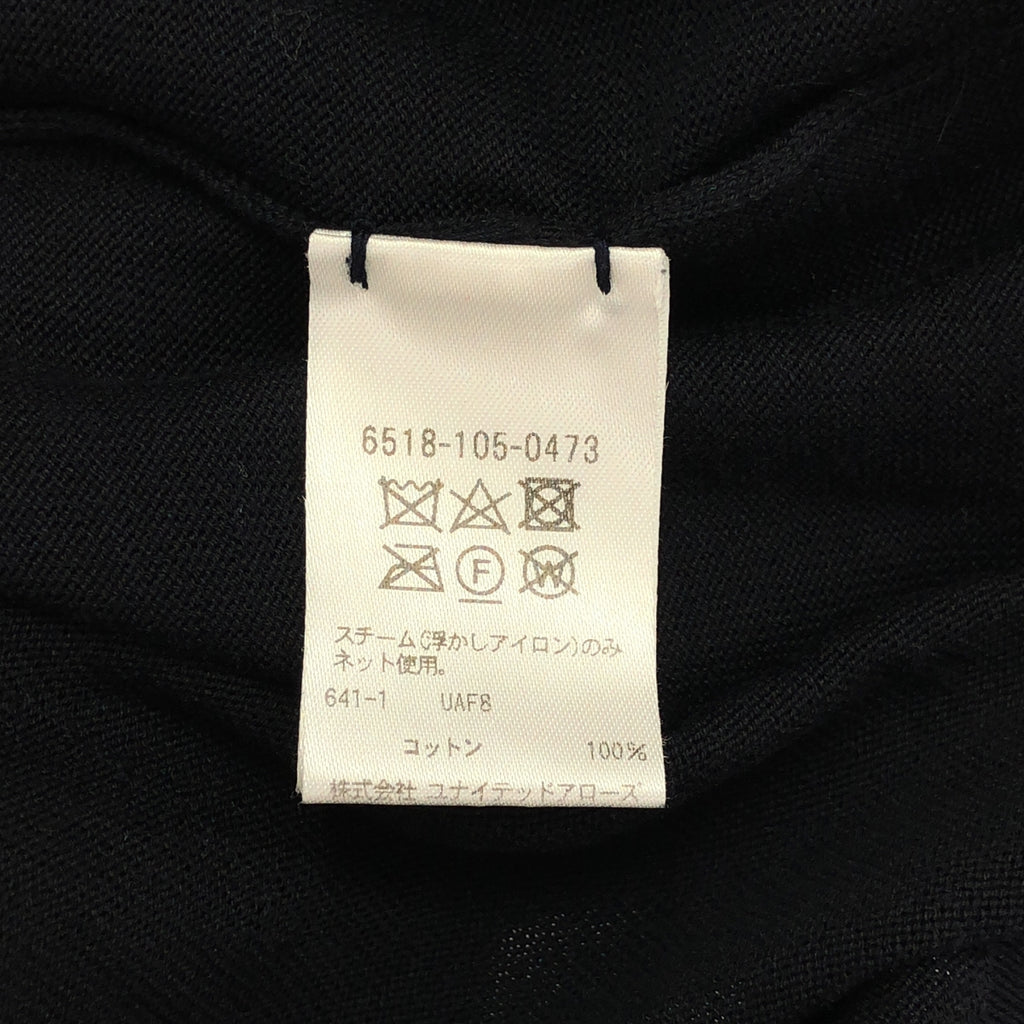 6518-105-0473
F W
スチーム(浮かしアイロン)のみ
ネット使用。
641-1 UAF8
コットン 100%
株式会社 ユナイテッドアローズ